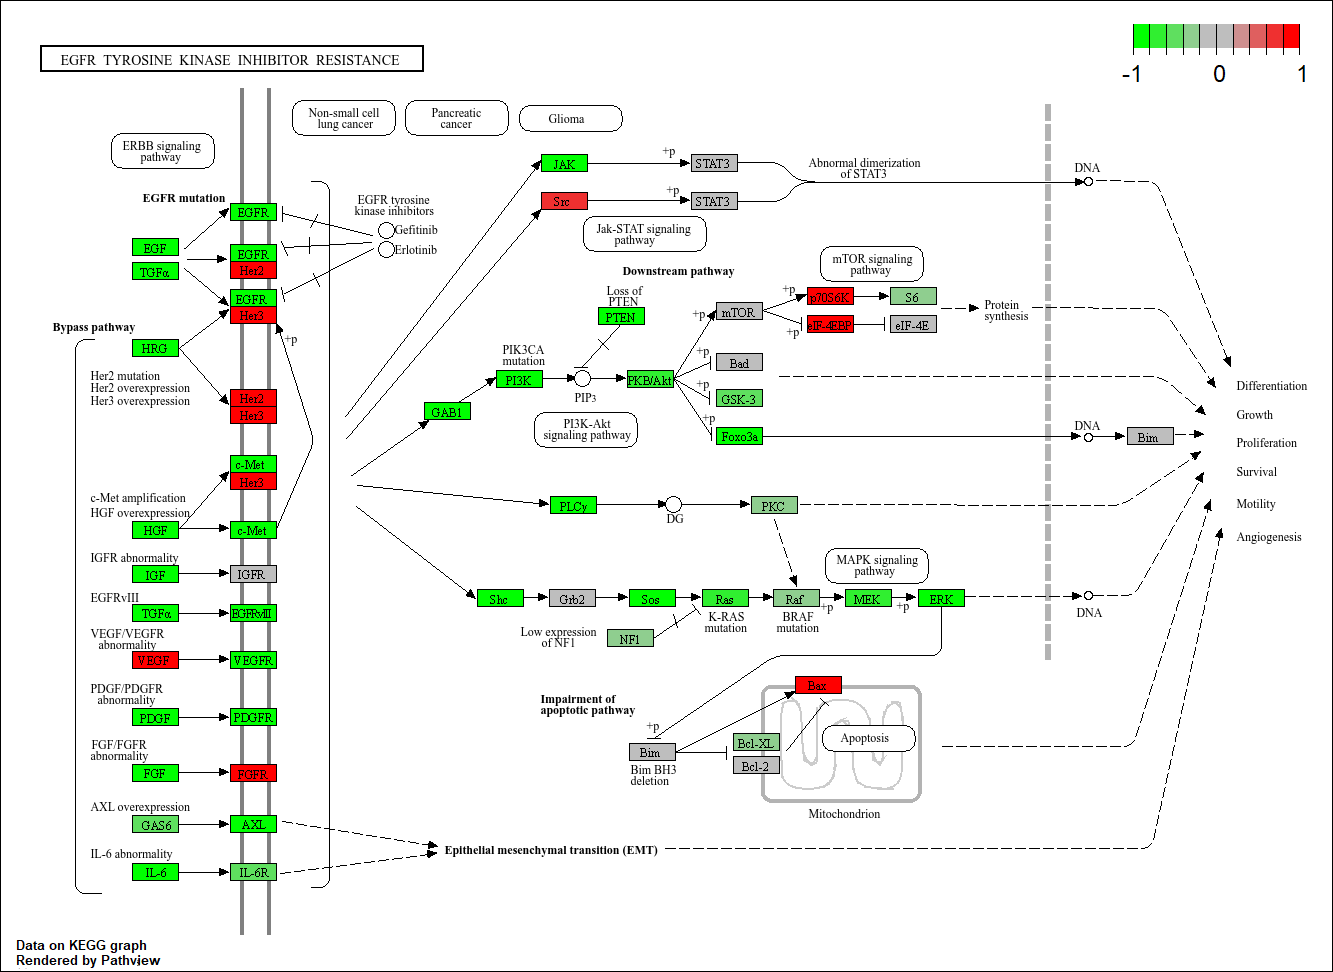 EGFR TYROSINE KINASE INHIBITOR RESISTANCE
-1 0 1
Non-small cell
lung cancer
Pancreatic
cancer
Glioma
ERBB signaling
pathway
EGFR mutation
EGFR
EGF
EGFR
Her2
TGFα
EGFR
Her3
EGFR tyrosine
kinase inhibitors
Gefitinib
Erlotinib
Bypass pathway
HRG
+p
Her2 mutation
Her2 overexpression
Her3 overexpression
Her2
Her3
c-Met
Her3
c-Met amplification
HGF overexpression
HGF
c-Met
IGFR abnormality
IGF
IGFR
EGFRvIII
TGFα
EGFRvIII
VEGF/VEGFR
abnormality
VEGF
VEGFR
PDGF/PDGFR
abnormality
PDGF
PDGFR
FGF/FGFR
abnormality
FGF
FGFR
AXL overexpression
GAS6
AXL
IL-6 abnormality
IL-6
IL-6R
JAK
+p
STAT3
Src
+p
STAT3
Abnormal dimerization
of STAT3
DNA
Jak-STAT signaling
pathway
Downstream pathway
mTOR signaling
pathway
Loss of
PTEN
PTEN
+p
mTOR
+p
p70S6K
S6
+p
eIF-4EBP
eIF-4E
Protein
synthesis
PIK3CA
mutation
PI3K
PIP3
PKB/Akt
+p
Bad
+p
GSK-3
+p
Foxo3a
GAB1
PI3K-Akt
signaling pathway
DNA
Bim
PLCγ
DG
PKC
MAPK signaling
pathway
Shc
Grb2
Sos
Ras
Raf
+p
MEK
+p
ERK
DNA
K-RAS
mutation
BRAF
mutation
Low expression
of NF1
NF1
Impairment of
apoptotic pathway
+p
Bim
Bim BH3
deletion
Bax
Bcl-XL
Bcl-2
Apoptosis
Mitochondrion
Epithelial mesenchymal transition (EMT)
Differentiation
Growth
Proliferation
Survival
Motility
Angiogenesis
Data on KEGG graph
Rendered by Pathview